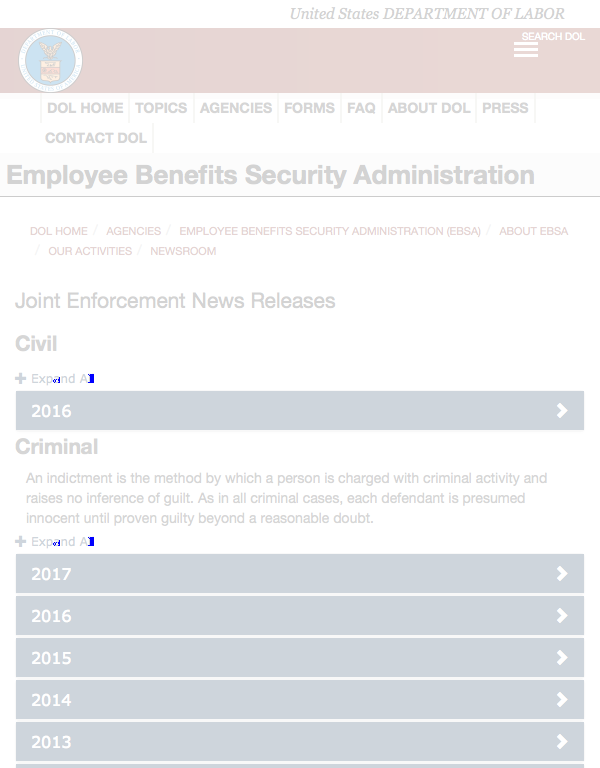 United States DEPARTMENT OF LABOR
SEARCH DOL
DOL HOME TOPICS AGENCIES FORMS FAQ ABOUT DOL PRESS
CONTACT DOL
Employee Benefits Security Administration
DOL HOME / AGENCIES / EMPLOYEE BENEFITS SECURITY ADMINISTRATION (EBSA) / ABOUT EBSA
/ OUR ACTIVITIES / NEWSROOM
Joint Enforcement News Releases
Civil
Expand All
2016
Criminal
An indictment is the method by which a person is charged with criminal activity and
raises no inference of guilt. As in all criminal cases, each defendant is presumed
innocent until proven guilty beyond a reasonable doubt.
Expand All
2017
2016
2015
2014
2013